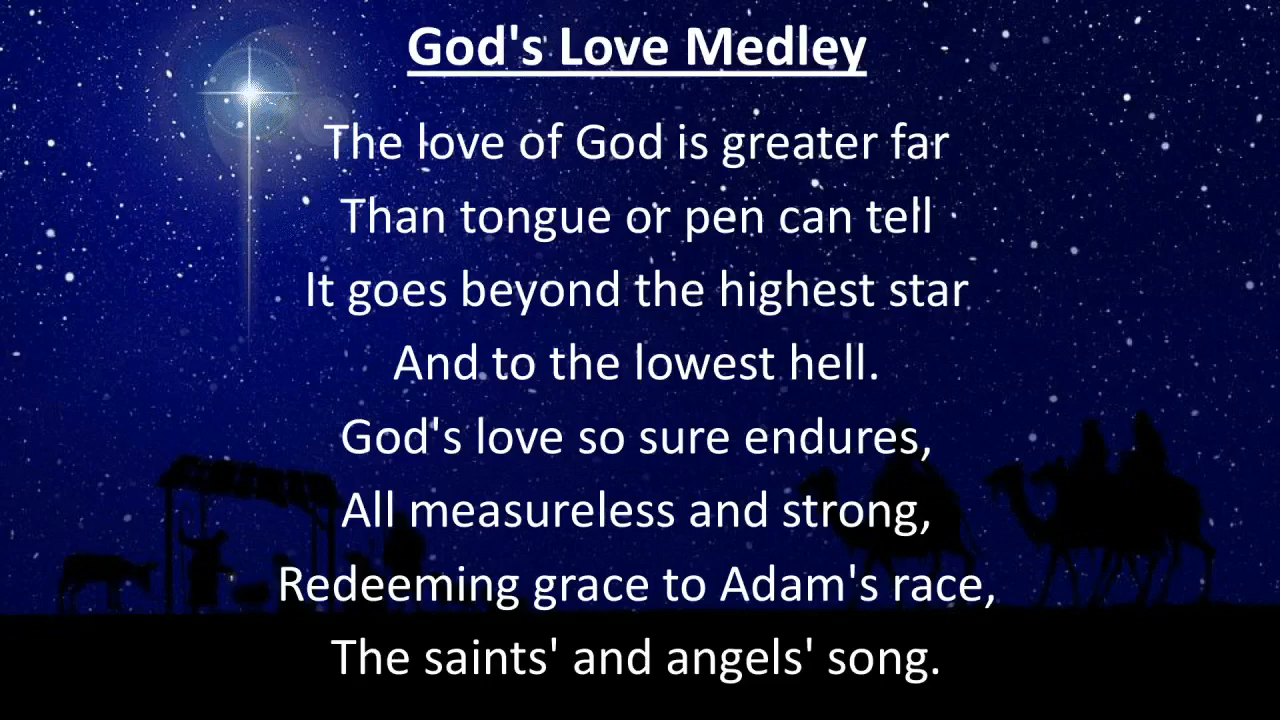 God's Love Medley
The love of God is greater far
Than tongue or pen can tell
It goes beyond the highest star
And to the lowest hell.
God's love so sure endures,
All measureless and strong,
Redeeming grace to Adam's race,
The saints' and angels' song.